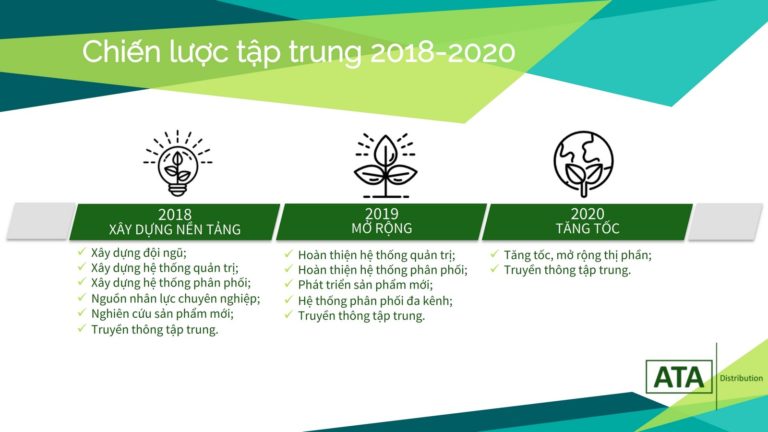 Chiến lược tập trung 2018-2020
2018
XÂY DỰNG NỀN TẢNG
Xây dựng đội ngũ;
Xây dựng hệ thống quản trị;
Xây dựng hệ thống phân phối;
Nguồn nhân lực chuyên nghiệp;
Nghiên cứu sản phẩm mới;
Truyền thông tập trung.
2019
MỞ RỘNG
Hoàn thiện hệ thống quản trị;
Hoàn thiện hệ thống phân phối;
Phát triển sản phẩm mới;
Hệ thống phân phối đa kênh;
Truyền thông tập trung.
2020
TĂNG TỐC
Tăng tốc, mở rộng thị phần;
Truyền thông tập trung.
ATA
Distribution